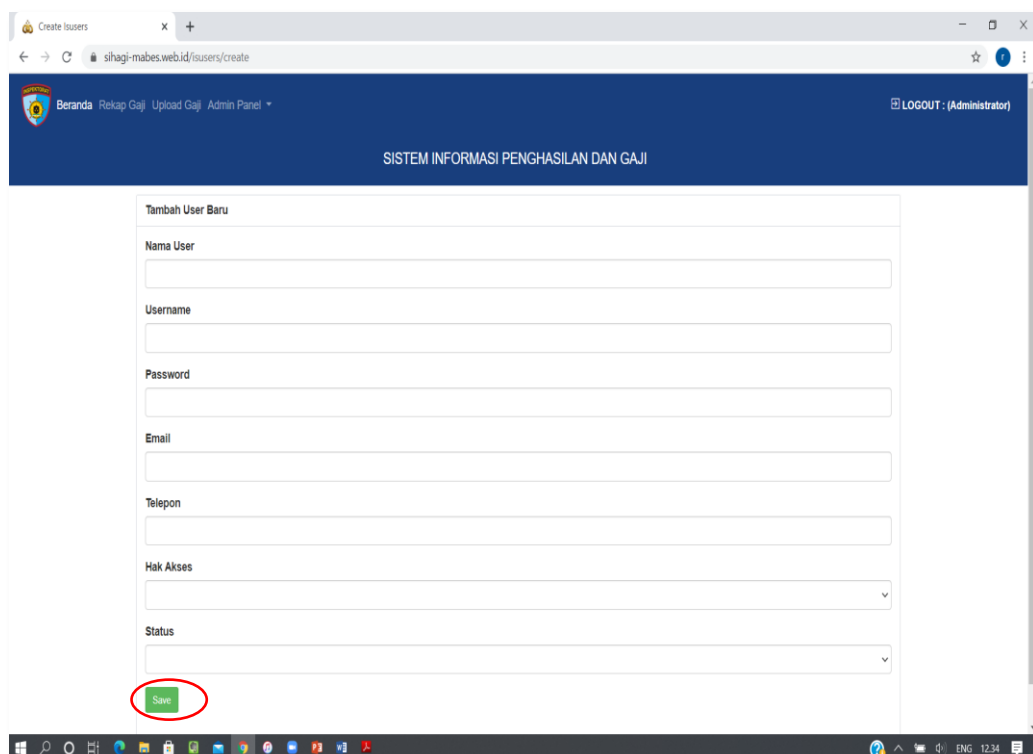 Create Isusers
sihagi-mabes.web.id/isusers/create
Beranda Rekap Gaji Upload Gaji Admin Panel
LOGOUT : (Administrator)
SISTEM INFORMASI PENGHASILAN DAN GAJI
Tambah User Baru
Nama User
Username
Password
Email
Telepon
Hak Akses
Status
Save
ENG 12.34